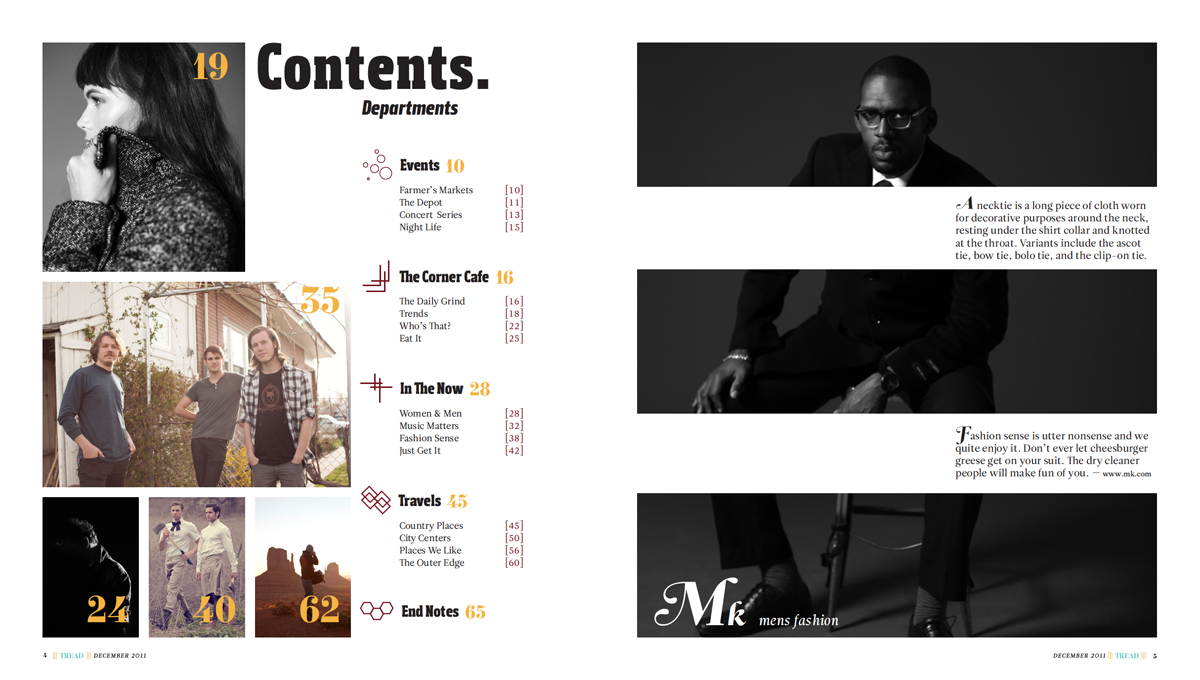 19
Contents.
Departments
Events 10
Farmer's Markets [10]
The Depot [11]
Concert Series [13]
Night Life [15]
The Corner Cafe 16
The Daily Grind [16]
Trends [18]
Who's That? [22]
Eat It [25]
35
In The Now 28
Women & Men [28]
Music Matters [32]
Fashion Sense [38]
Just Get It [42]
Travels 45
Country Places [45]
City Centers [50]
Places We Like [56]
The Outer Edge [60]
24
40
62
End Notes 65
4 || TREAD || DECEMBER 2011
A necktie is a long piece of cloth worn
for decorative purposes around the neck,
resting under the shirt collar and knotted
at the throat. Variants include the ascot
tie, bow tie, bolo tie, and the clip-on tie.
Fashion sense is utter nonsense and we
quite enjoy it. Don't ever let cheesburger
greese get on your suit. The dry cleaner
people will make fun of you. — www.mk.com
Mk mens fashion
DECEMBER 2011 || TREAD || 5